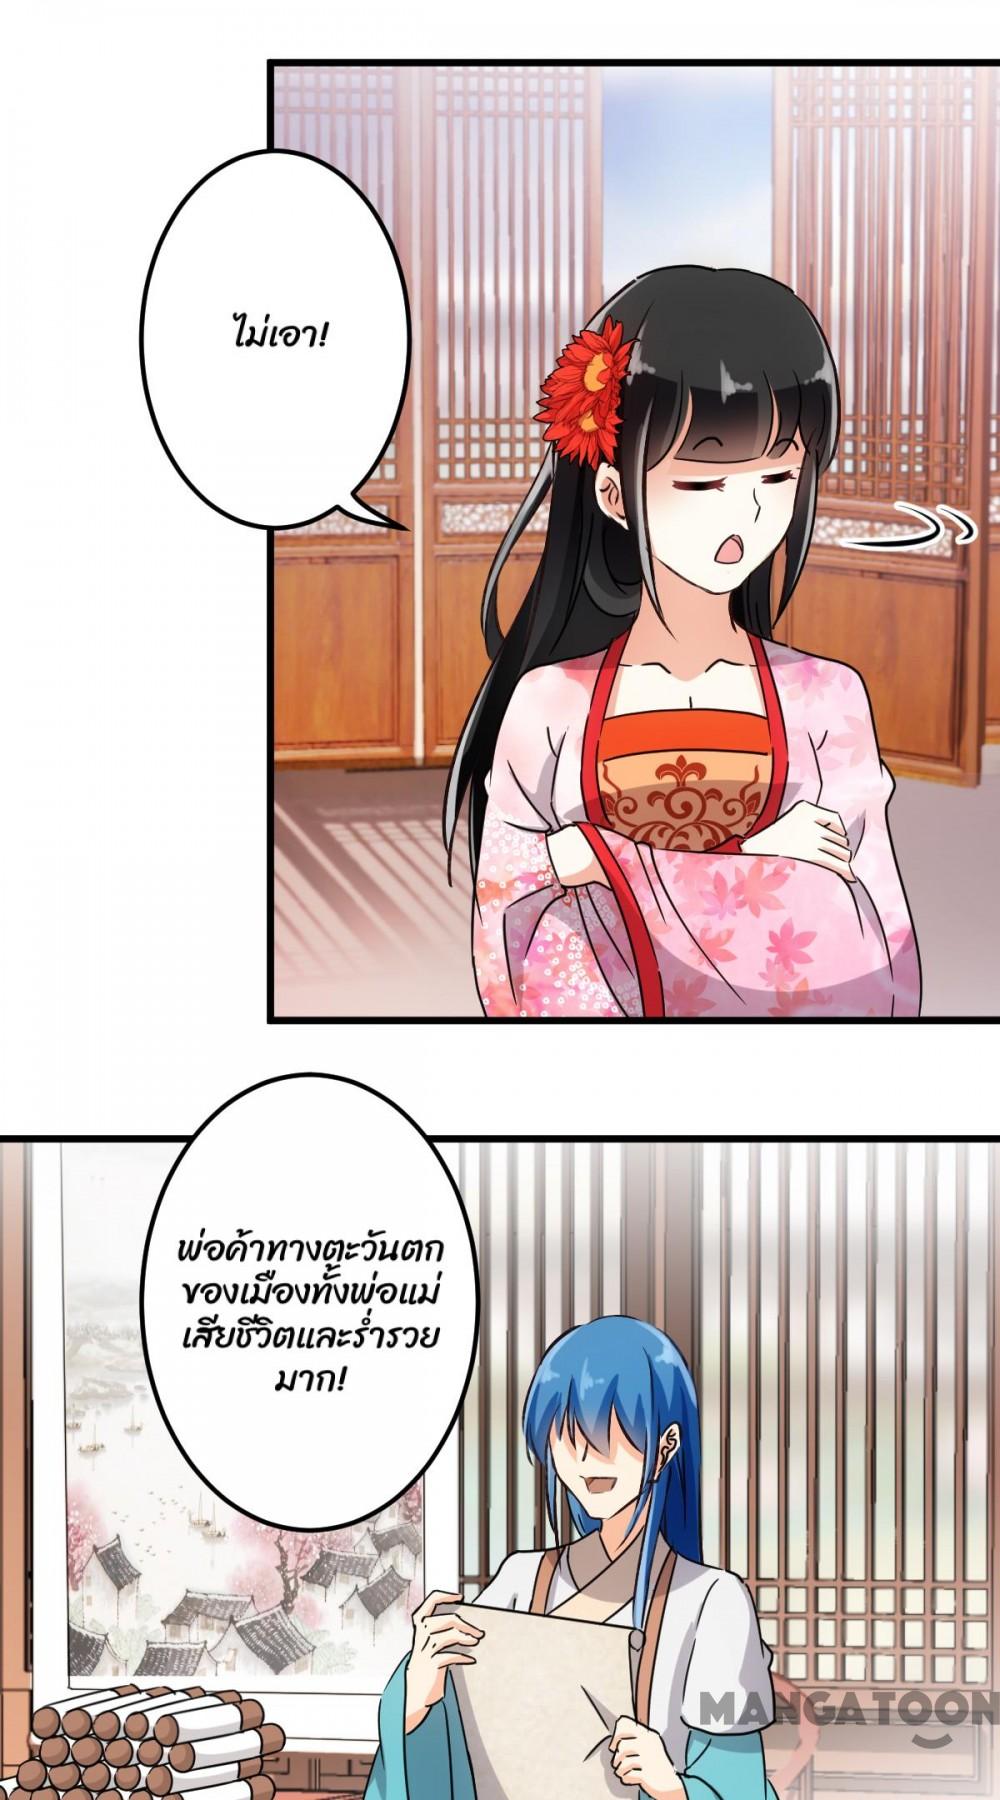 ไม่เอา!
พ่อค้าทางตะวันตก
ของเมืองทั้งพ่อแม่
เสียชีวิตและร่ำรวย
มาก!
MANGATOON